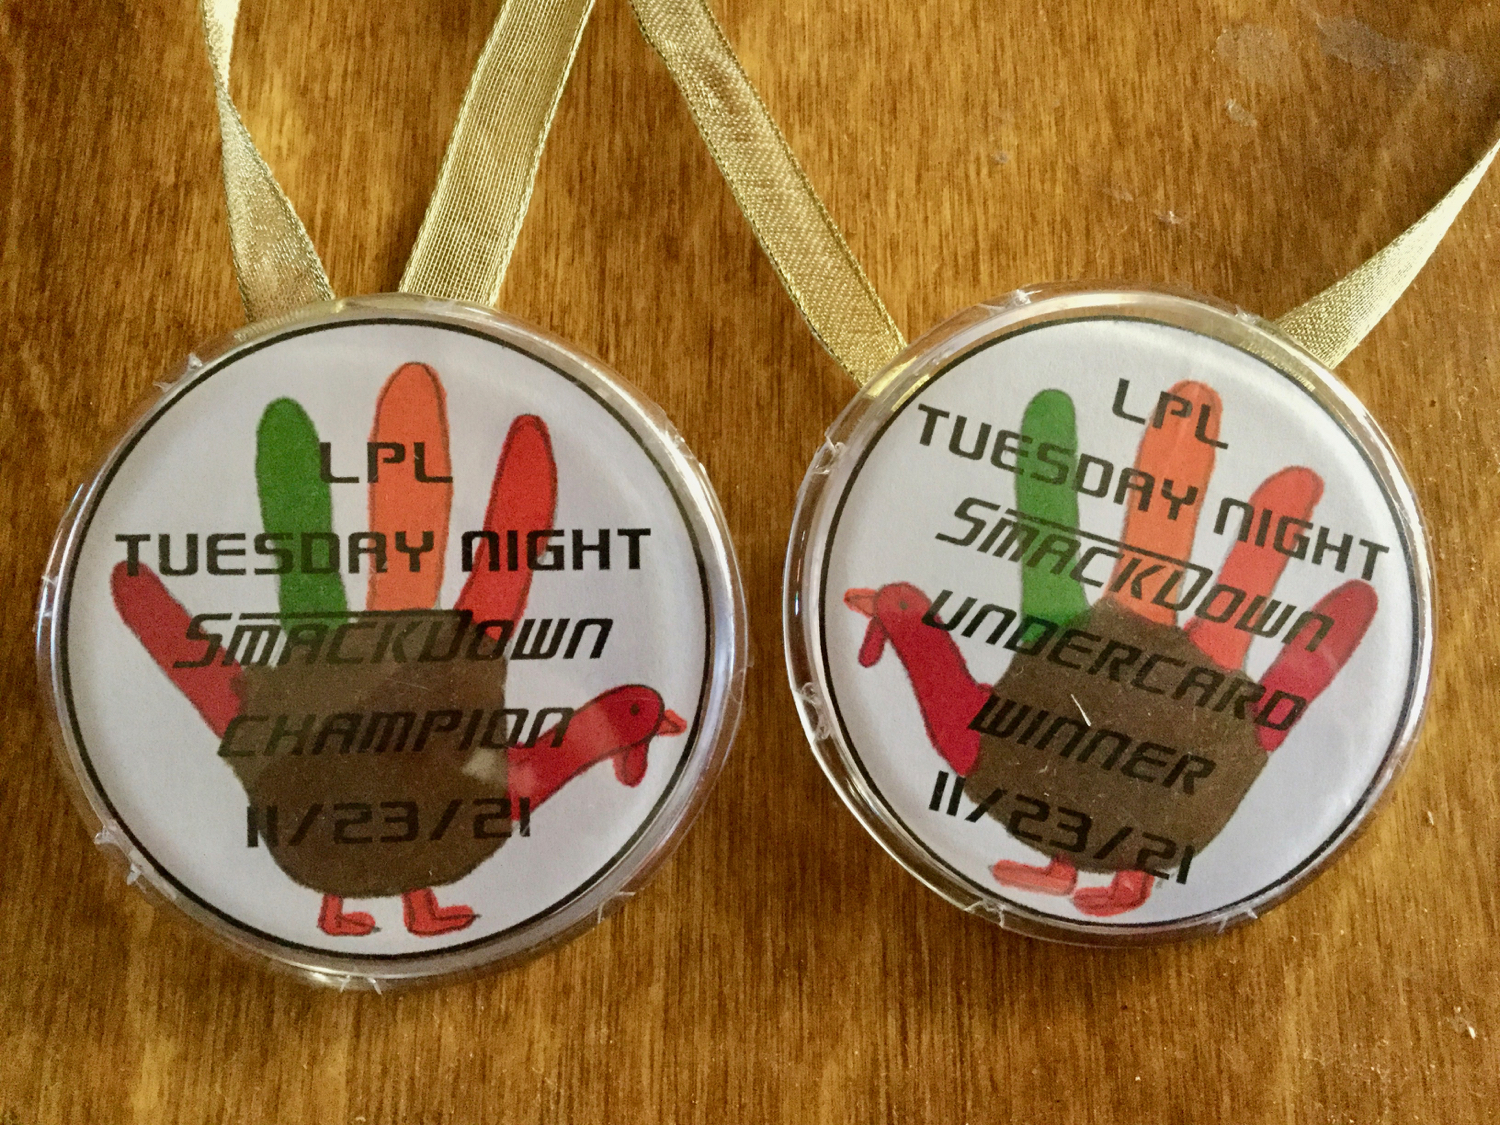 LPL
TUESDAY NIGHT
SMACKDOWN
CHAMPION
11/23/21
LPL
TUESDAY NIGHT
SMACKDOWN
UNDERCARD
WINNER
11/23/21